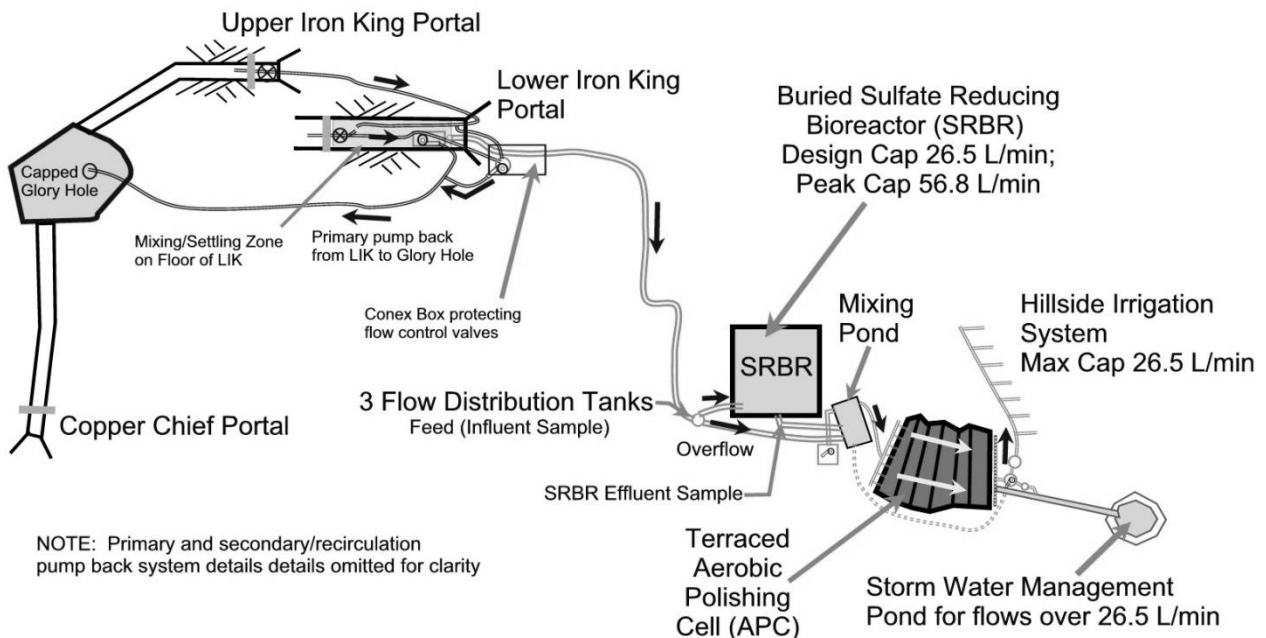 Upper Iron King Portal
Lower Iron King
Portal
Buried Sulfate Reducing
Bioreactor (SRBR)
Design Cap 26.5 L/min;
Peak Cap 56.8 L/min
Capped
Glory Hole
Mixing/Settling Zone
on Floor of LIK
Primary pump back
from LIK to Glory Hole
Conex Box protecting
flow control valves
Mixing
Pond
Hillside Irrigation
System
Max Cap 26.5 L/min
SRBR
3 Flow Distribution Tanks
Feed (Influent Sample)
Copper Chief Portal
Overflow
SRBR Effluent Sample
NOTE: Primary and secondary/recirculation
pump back system details details omitted for clarity
Terraced
Aerobic
Polishing
Cell (APC)
Storm Water Management
Pond for flows over 26.5 L/min